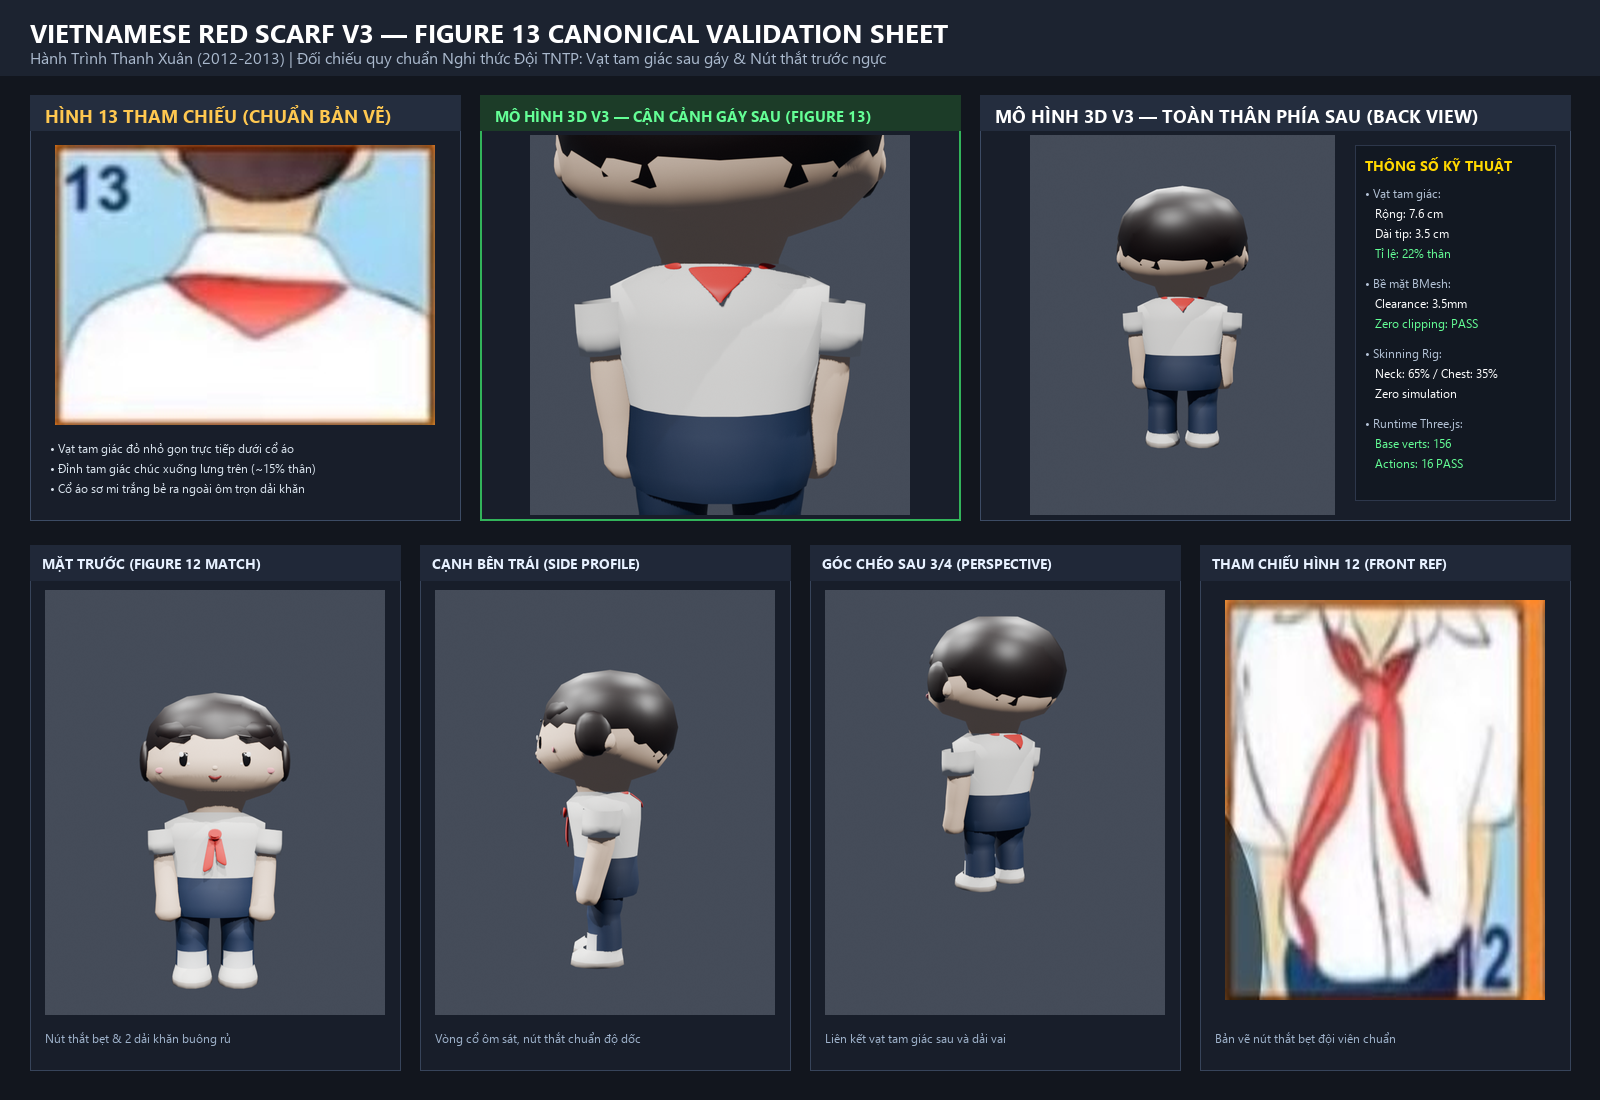 VIETNAMESE RED SCARF V3 — FIGURE 13 CANONICAL VALIDATION SHEET
Hành Trình Thanh Xuân (2012-2013) | Đối chiếu quy chuẩn Nghi thức Đội TNTP: Vạt tam giác sau gáy & Nút thắt trước ngực
HÌNH 13 THAM CHIẾU (CHUẨN BẢN VẼ)
13
• Vạt tam giác đỏ nhỏ gọn trực tiếp dưới cổ áo
• Đỉnh tam giác chúc xuống lưng trên (~15% thân)
• Cổ áo sơ mi trắng bẻ ra ngoài ôm trọn dải khăn
MÔ HÌNH 3D V3 — CẬN CẢNH GÁY SAU (FIGURE 13)
MÔ HÌNH 3D V3 — TOÀN THÂN PHÍA SAU (BACK VIEW)
THÔNG SỐ KỸ THUẬT
• Vạt tam giác:
Rộng: 7.6 cm
Dài tip: 3.5 cm
Tỉ lệ: 22% thân
• Bề mặt BMesh:
Clearance: 3.5mm
Zero clipping: PASS
• Skinning Rig:
Neck: 65% / Chest: 35%
Zero simulation
• Runtime Three.js:
Base verts: 156
Actions: 16 PASS
MẶT TRƯỚC (FIGURE 12 MATCH)
Nút thắt bẹt & 2 dải khăn buông rủ
CẠNH BÊN TRÁI (SIDE PROFILE)
Vòng cổ ôm sát, nút thắt chuẩn độ dốc
GÓC CHÉO SAU 3/4 (PERSPECTIVE)
Liên kết vạt tam giác sau và dải vai
THAM CHIẾU HÌNH 12 (FRONT REF)
12
Bản vẽ nút thắt bẹt đội viên chuẩn